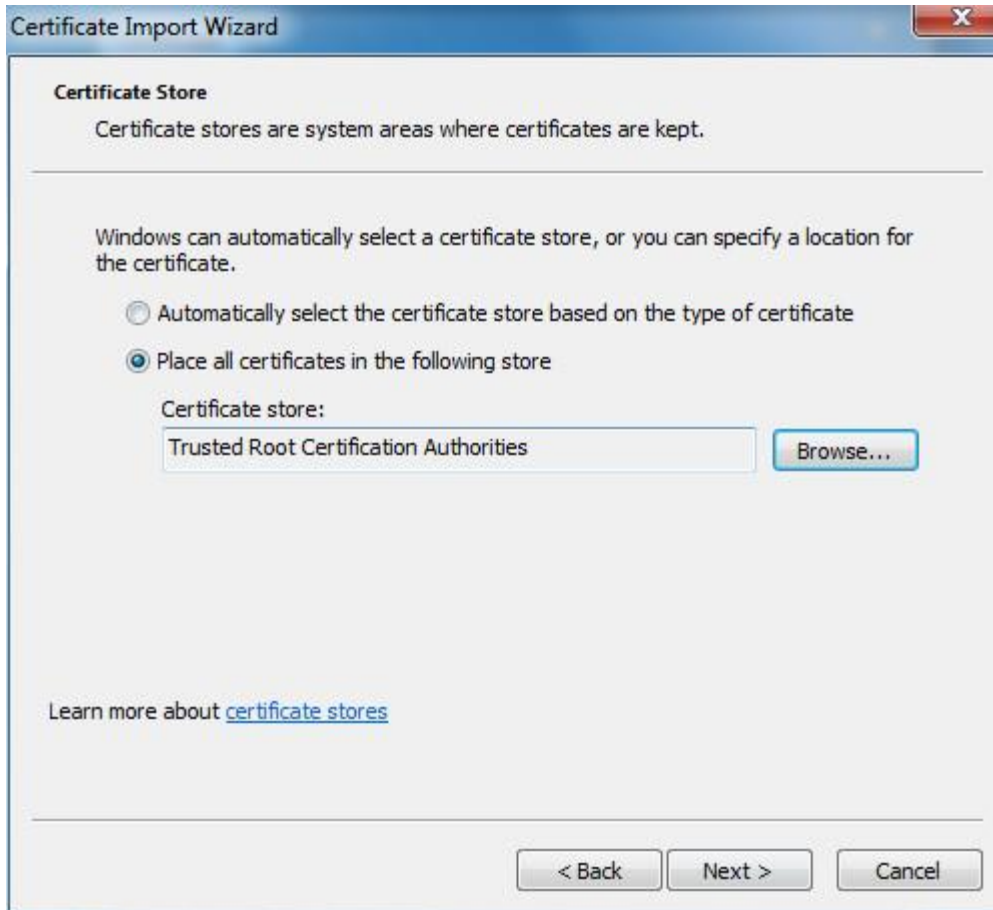 Certificate Import Wizard
Certificate Store
Certificate stores are system areas where certificates are kept.
Windows can automatically select a certificate store, or you can specify a location for
the certificate.
Automatically select the certificate store based on the type of certificate
Place all certificates in the following store
Certificate store:
Trusted Root Certification Authorities
Browse...
Learn more about certificate stores
< Back
Next >
Cancel